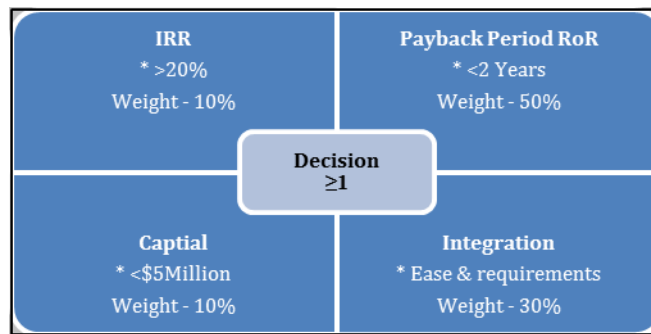 IRR
* >20%
Weight - 10%
Payback Period RoR
* <2 Years
Weight - 50%
Decision
≥1
Captial
* <$5Million
Weight - 10%
Integration
* Ease & requirements
Weight - 30%